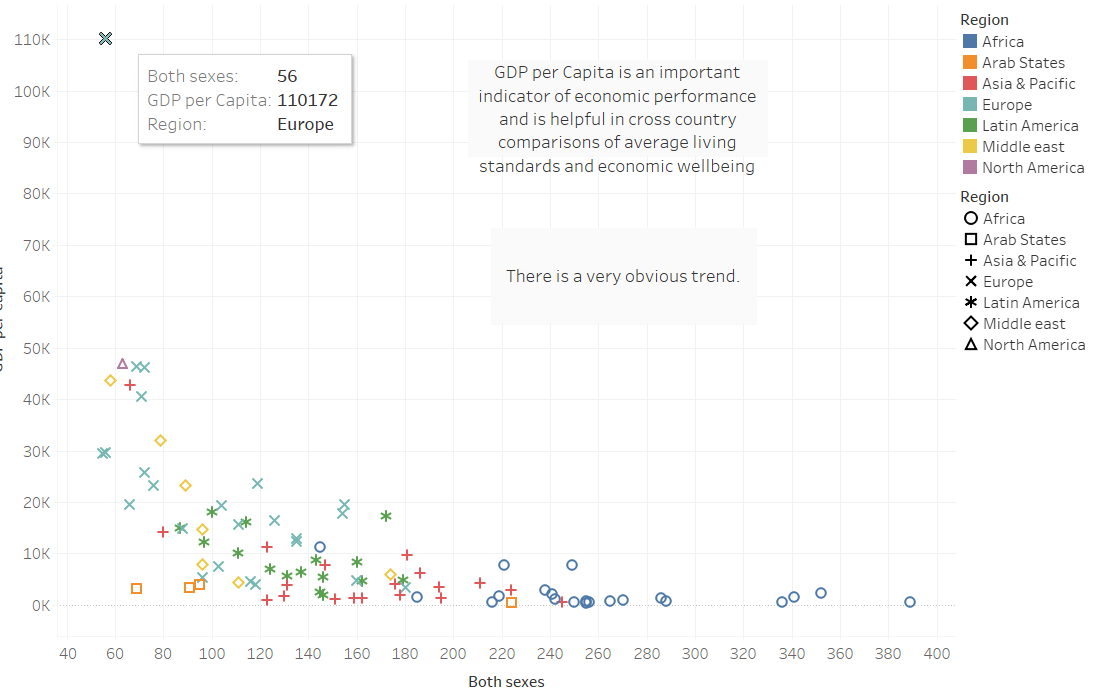 110K
100K
90K
80K
70K
60K
50K
40K
30K
20K
10K
0K
Both sexes: 56
GDP per Capita: 110172
Region: Europe
GDP per Capita is an important
indicator of economic performance
and is helpful in cross country
comparisons of average living
standards and economic wellbeing
There is a very obvious trend.
40 60 80 100 120 140 160 180 200 220 240 260 280 300 320 340 360 380 400
Both sexes
Region
Africa
Arab States
Asia & Pacific
Europe
Latin America
Middle east
North America
Region
Africa
Arab States
Asia & Pacific
Europe
Latin America
Middle east
North America